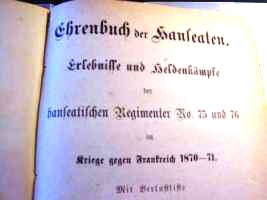 Ehrenbuch der Hanseaten.
Erlebnisse und Heldenkämpfe
der
hanseatischen Regimenter No. 75 und 76
im
Kriege gegen Frankreich 1870-71.
Mit Verlustliste